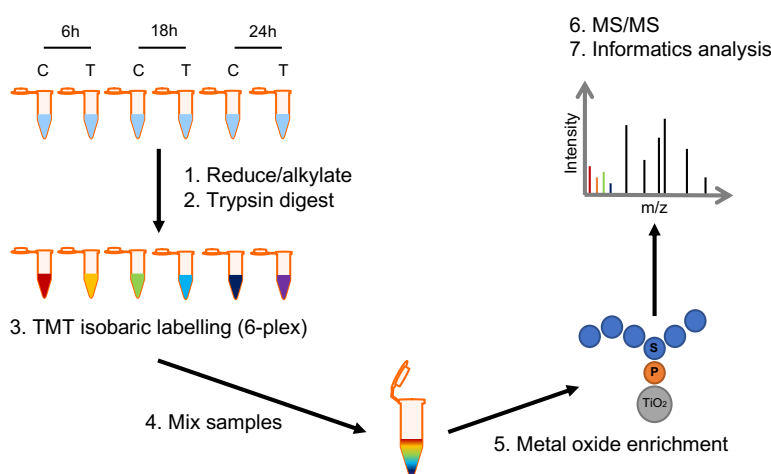 6h 18h 24h
C T C T C T
1. Reduce/alkylate
2. Trypsin digest
3. TMT isobaric labelling (6-plex)
4. Mix samples
5. Metal oxide enrichment
S
P
TiO₂
6. MS/MS
7. Informatics analysis
Intensity
m/z